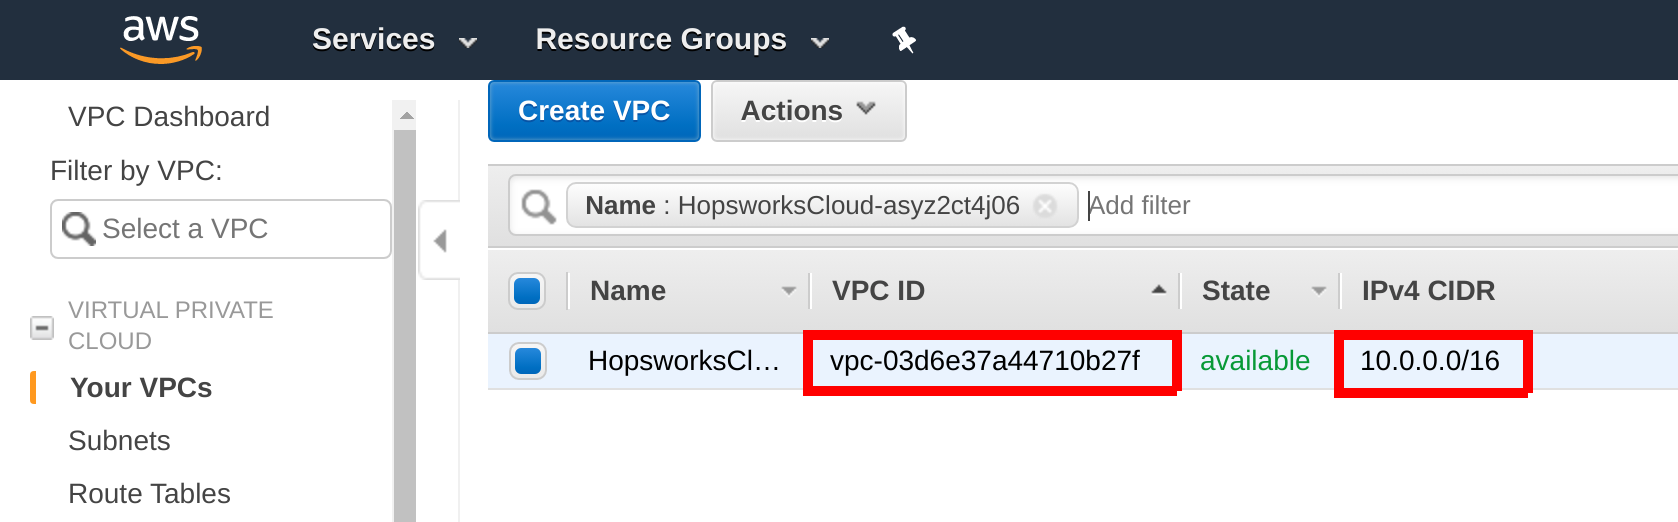 aws Services Resource Groups
VPC Dashboard
Filter by VPC:
Select a VPC
VIRTUAL PRIVATE
CLOUD
Your VPCs
Subnets
Route Tables
Create VPC Actions
Name : HopsworksCloud-asyz2ct4j06 Add filter
Name VPC ID State IPv4 CIDR
HopsworksCl... vpc-03d6e37a44710b27f available 10.0.0.0/16